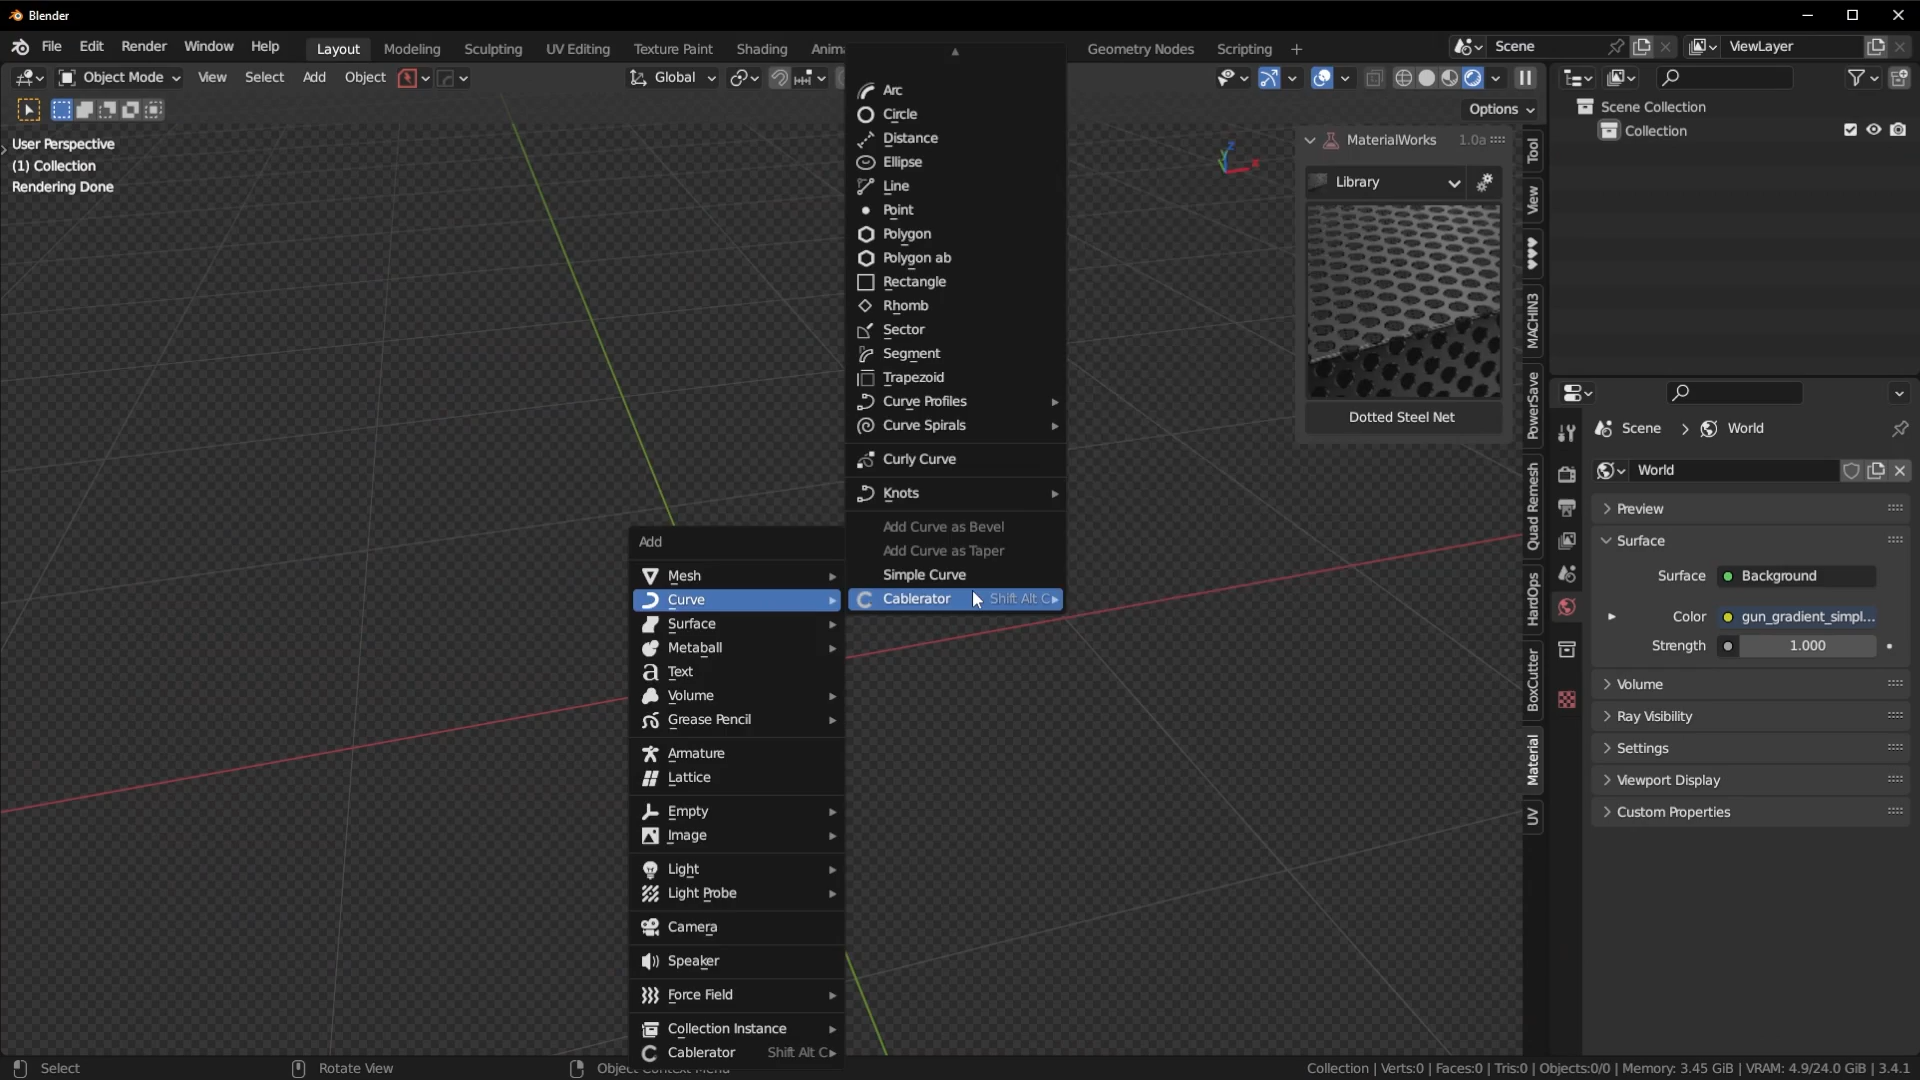 Blender
File Edit Render Window Help Layout Modeling Sculpting UV Editing Texture Paint Shading Anima Geometry Nodes Scripting + Scene ViewLayer
Object Mode View Select Add Object Global
Options
User Perspective
(1) Collection
Rendering Done
Arc
Circle
Distance
Ellipse
Line
Point
Polygon
Polygon ab
Rectangle
Rhomb
Sector
Segment
Trapezoid
Curve Profiles
Curve Spirals
Curly Curve
Knots
Add Curve as Bevel
Add Curve as Taper
Simple Curve
Cablerator Shift Alt C
Add
Mesh
Curve
Surface
Metaball
Text
Volume
Grease Pencil
Armature
Lattice
Empty
Image
Light
Light Probe
Camera
Speaker
Force Field
Collection Instance
Cablerator Shift Alt C
MaterialWorks 1.0a
Library
Dotted Steel Net
Tool
View
MACHIN3
PowerSave
Quad Remesh
HardOps
BoxCutter
Material
UV
Scene Collection
Collection
Scene > World
World
Preview
Surface
Surface Background
Color gun_gradient_simpl...
Strength 1.000
Volume
Ray Visibility
Settings
Viewport Display
Custom Properties
Select Rotate View Object Context Menu
Collection | Verts:0 | Faces:0 | Tris:0 | Objects:0/0 | Memory: 3.45 GiB | VRAM: 4.9/24.0 GiB | 3.4.1